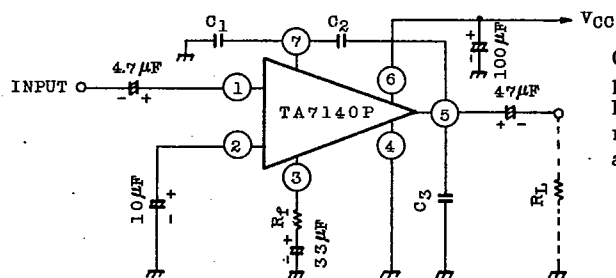 C1
C2
7
VCC
4.7μF
100μF
6
INPUT
1
TA7140P
47μF
5
2
4
3
10μF
Rf
33μF
C3
RL